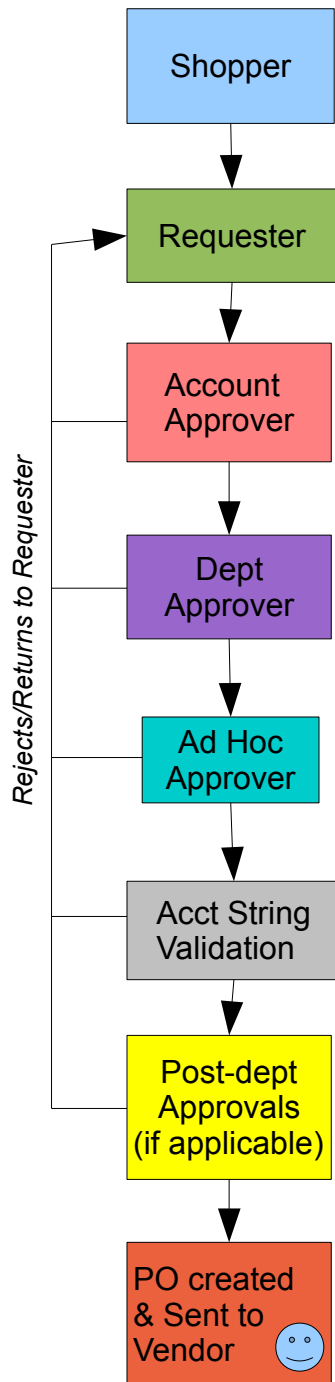 Shopper
Requester
Account
Approver
Rejects/Returns to Requester
Dept
Approver
Ad Hoc
Approver
Acct String
Validation
Post-dept
Approvals
(if applicable)
PO created
& Sent to
Vendor